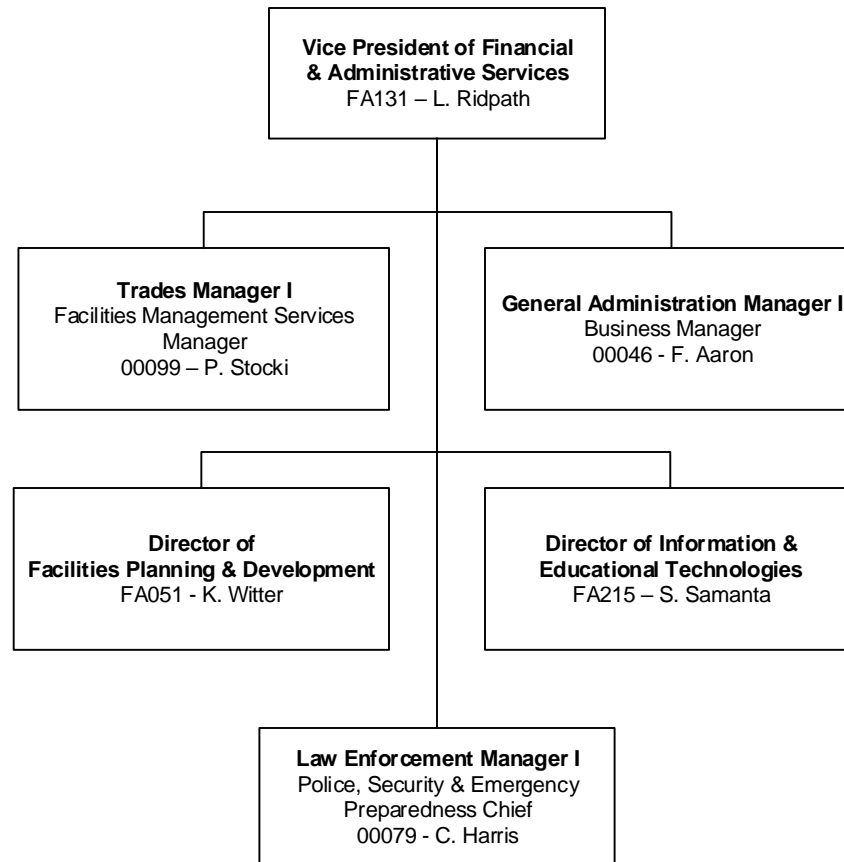 Vice President of Financial
& Administrative Services
FA131 – L. Ridpath
Trades Manager I
Facilities Management Services
Manager
00099 – P. Stocki
General Administration Manager I
Business Manager
00046 - F. Aaron
Director of
Facilities Planning & Development
FA051 - K. Witter
Director of Information &
Educational Technologies
FA215 – S. Samanta
Law Enforcement Manager I
Police, Security & Emergency
Preparedness Chief
00079 - C. Harris